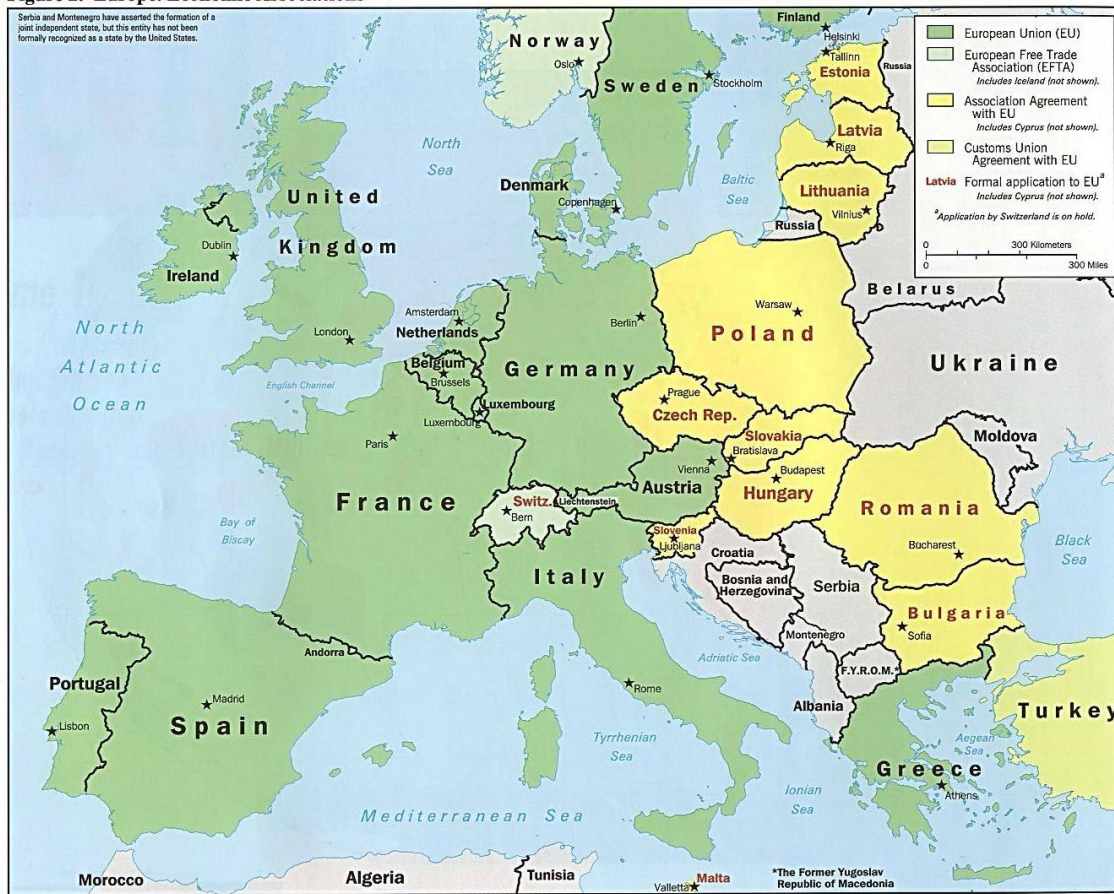 Europe: Economic Associations
Serbia and Montenegro have asserted the formation of a
joint independent state, but this entity has not been
formally recognized as a state by the United States.
European Union (EU)
European Free Trade
Association (EFTA)
Includes Iceland (not shown).
Association Agreement
with EU
Includes Cyprus (not shown).
Customs Union
Agreement with EU
Latvia Formal application to EUᵃ
Includes Cyprus (not shown).
ᵃApplication by Switzerland is on hold.
0 300 Kilometers
0 300 Miles
Finland
Helsinki
Norway
Oslo
Sweden
Stockholm
Tallinn
Estonia
Russia
Latvia
Riga
North
Sea
Baltic
Sea
Lithuania
Vilnius
Russia
Denmark
Copenhagen
United
Kingdom
London
Dublin
Ireland
North
Atlantic
Ocean
English Channel
Amsterdam
Netherlands
Belgium
Brussels
Luxembourg
Luxembourg
Berlin
Germany
Warsaw
Poland
Belarus
Ukraine
Prague
Czech Rep.
Slovakia
Bratislava
Moldova
Paris
France
Vienna
Austria
Budapest
Hungary
Switz.
Bern
Liechtenstein
Bay of
Biscay
Slovenia
Ljubljana
Croatia
Romania
Bucharest
Black
Sea
Italy
Bosnia and
Herzegovina
Serbia
Montenegro
Bulgaria
Sofia
Andorra
Adriatic Sea
F.Y.R.O.M.*
Albania
Portugal
Lisbon
Madrid
Spain
Rome
Tyrrhenian
Sea
Turkey
Aegean
Sea
Greece
Athens
Ionian
Sea
Mediterranean Sea
Morocco
Algeria
Tunisia
Malta
Valletta
*The Former Yugoslav
Republic of Macedonia